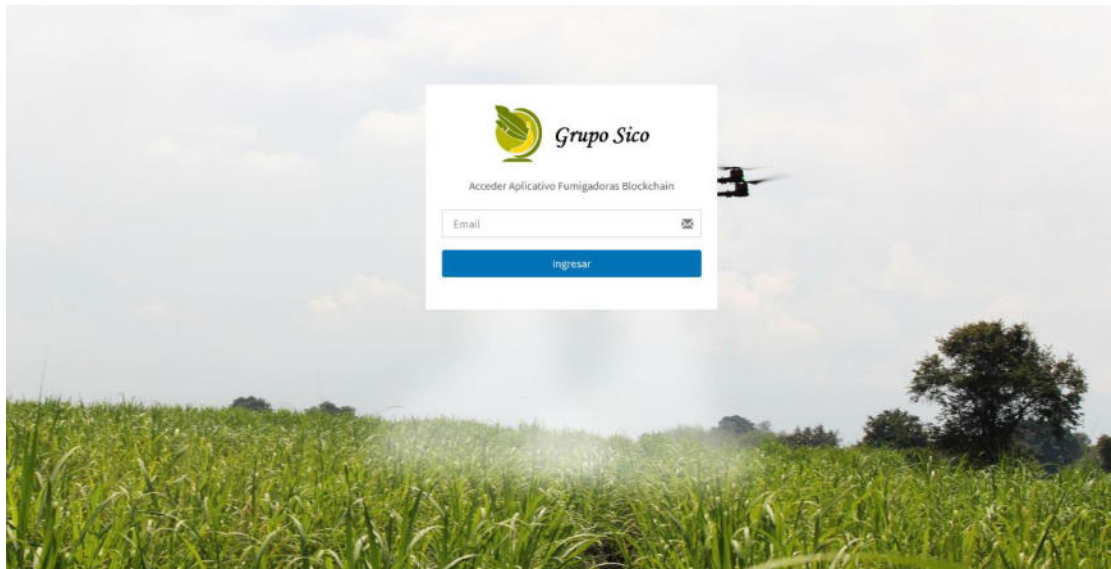 Grupo Sico
Acceder Aplicativo Fumigadoras Blockchain
Email
Ingresar